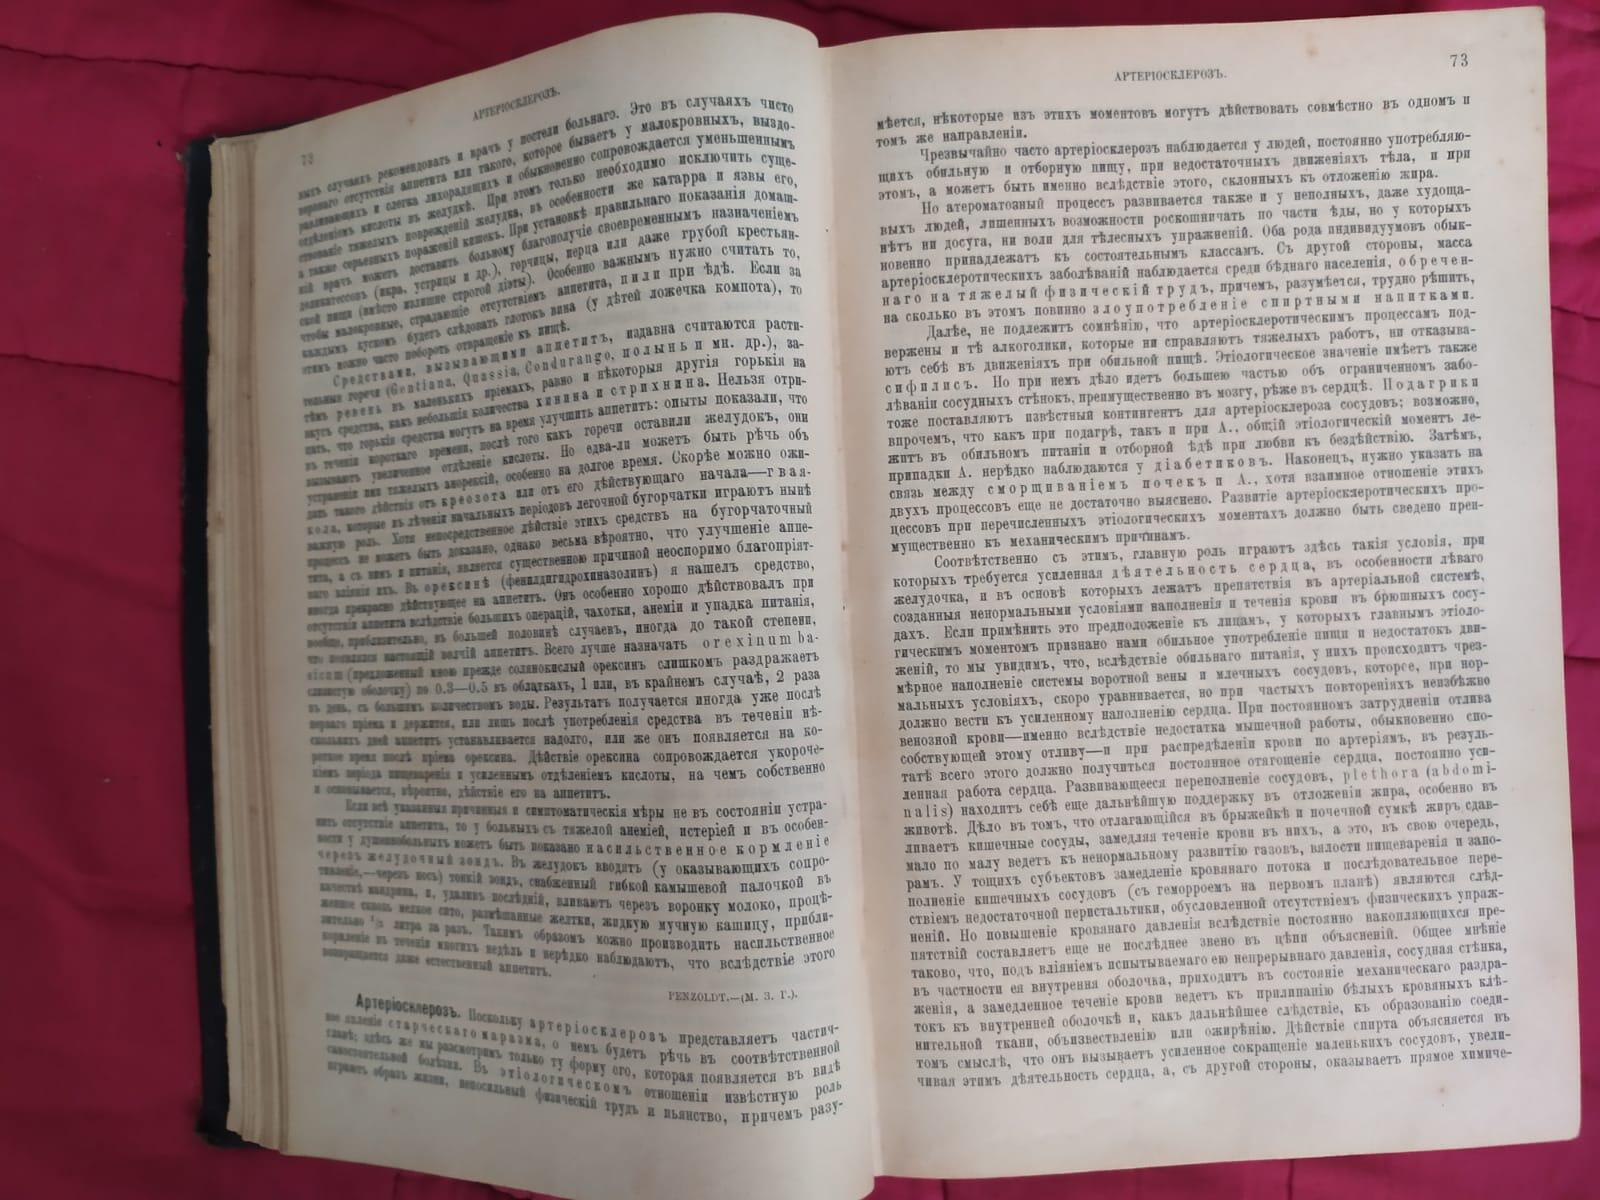 АРТЕРІОСКЛЕРОЗЪ.
ныхъ случаяхъ рекомендовать и врачъ у постели больнаго. Это въ случаяхъ чисто
нервнаго отсутствія аппетита или такого, которое бываетъ у малокровныхъ, выздо-
равливающихъ и слегка лихорадящихъ и обыкновенно сопровождается уменьшеннымъ
отдѣленіемъ кислоты въ желудкѣ. При этомъ только необходимо исключить суще-
ствованіе тяжелыхъ поврежденій желудка, въ особенности же катарра и язвы его,
а также серьезныхъ пораженій кишекъ. При установкѣ правильнаго показанія домаш-
ній врачъ можетъ доставить больному благополучіе своевременнымъ назначеніемъ
деликатессовъ (икра, устрицы и др.), горчицы, перца или даже грубой крестьян-
ской пищи (вмѣсто излишне строгой діэты). Особенно важнымъ нужно считать то,
чтобы малокровные, страдающіе отсутствіемъ аппетита, пили при ѣдѣ. Если за
каждымъ кускомъ будетъ слѣдовать глотокъ вина (у дѣтей ложечка компота), то
этимъ можно часто побороть отвращеніе къ пищѣ.
Средствами, вызывающими аппетитъ, издавна считаются расти-
тельныя горечи (Gentiana, Quassia, Condurango, полынь и мн. др.), за-
тѣмъ ревень въ маленькихъ пріемахъ, равно и нѣкоторыя другія горькія на
вкусъ средства, какъ небольшія количества хинина и стрихнина. Нельзя отри-
цать, что горькія средства могутъ на время улучшить аппетитъ: опыты показали, что
въ теченіи короткаго времени, послѣ того какъ горечи оставили желудокъ, они
вызываютъ увеличенное отдѣленіе кислоты. Но едва-ли можетъ быть рѣчь объ
устраненіи ими тяжелыхъ анорексій, особенно на долгое время. Скорѣе можно ожи-
дать такого дѣйствія отъ креозота или отъ его дѣйствующаго начала—гвая-
кола, которые въ лѣченіи начальныхъ періодовъ легочной бугорчатки играютъ нынѣ
важную роль. Хотя непосредственное дѣйствіе этихъ средствъ на бугорчаточный
процессъ не можетъ быть доказано, однако весьма вѣроятно, что улучшеніе аппе-
тита, а съ нимъ и питанія, является существенною причиной неоспоримо благопріят-
наго вліянія ихъ. Въ орексинѣ (фенилдигидрохиназолинъ) я нашелъ средство,
иногда прекрасно дѣйствующее на аппетитъ. Онъ особенно хорошо дѣйствовалъ при
отсутствіи аппетита вслѣдствіе большихъ операцій, чахотки, анеміи и упадка питанія,
вообще, приблизительно, въ большей половинѣ случаевъ, иногда до такой степени,
что появлялся настоящій волчій аппетитъ. Всего лучше назначать orexinum ba-
sicum (предложенный мною прежде солянокислый орексинъ слишкомъ раздражаетъ
слизистую оболочку) по 0.3—0.5 въ облаткахъ, 1 или, въ крайнемъ случаѣ, 2 раза
въ день, съ большимъ количествомъ воды. Результатъ получается иногда уже послѣ
перваго пріема и держится, или лишь послѣ употребленія средства въ теченіи нѣ-
сколькихъ дней аппетитъ устанавливается надолго, или же онъ появляется на ко-
роткое время послѣ пріема орексина. Дѣйствіе орексина сопровождается укороче-
ніемъ періода пищеваренія и усиленнымъ отдѣленіемъ кислоты, на чемъ собственно
и основывается, вѣроятно, дѣйствіе его на аппетитъ.
Если всѣ указанныя причинныя и симптоматическія мѣры не въ состояніи устра-
нить отсутствіе аппетита, то у больныхъ съ тяжелой анеміей, истеріей и въ особен-
ности у душевнобольныхъ можетъ быть показано насильственное кормленіе
черезъ желудочный зондъ. Въ желудокъ вводятъ (у оказывающихъ сопро-
тивленіе,—черезъ носъ) тонкій зондъ, снабженный гибкой камышевой палочкой въ
качествѣ мандрина, и, удаливъ послѣдній, вливаютъ черезъ воронку молоко, процѣ-
женное сквозь мелкое сито, размѣшанные желтки, жидкую мучную кашицу, прибли-
зительно литра за разъ. Такимъ образомъ можно производить насильственное
кормленіе въ теченіи многихъ недѣль и нерѣдко наблюдаютъ, что вслѣдствіе этого
возвращается даже естественный аппетитъ.
PENZOLDT.—(М. З. Г.).
Артеріосклерозъ. Поскольку артеріосклерозъ представляетъ частич-
ное явленіе старческаго маразма, о немъ будетъ рѣчь въ соотвѣтственной
главѣ; здѣсь же мы разсмотримъ только ту форму его, которая появляется въ видѣ
самостоятельной болѣзни. Въ этіологическомъ отношеніи извѣстную роль
играютъ образъ жизни, непосильный физическій трудъ и пьянство, причемъ разу-
АРТЕРІОСКЛЕРОЗЪ. 73
мѣется, нѣкоторые изъ этихъ моментовъ могутъ дѣйствовать совмѣстно въ одномъ и
томъ же направленіи.
Чрезвычайно часто артеріосклерозъ наблюдается у людей, постоянно употребляю-
щихъ обильную и отборную пищу, при недостаточныхъ движеніяхъ тѣла, и при
этомъ, а можетъ быть именно вслѣдствіе этого, склонныхъ къ отложенію жира.
Но атероматозный процессъ развивается также и у неполныхъ, даже худоща-
выхъ людей, лишенныхъ возможности роскошничать по части ѣды, но у которыхъ
нѣтъ ни досуга, ни воли для тѣлесныхъ упражненій. Оба рода индивидуумовъ обык-
новенно принадлежатъ къ состоятельнымъ классамъ. Съ другой стороны, масса
артеріосклеротическихъ заболѣваній наблюдается среди бѣднаго населенія, обречен-
наго на тяжелый физическій трудъ, причемъ, разумѣется, трудно рѣшить,
на сколько въ этомъ повинно злоупотребленіе спиртными напитками.
Далѣе, не подлежитъ сомнѣнію, что артеріосклеротическимъ процессамъ под-
вержены и тѣ алкоголики, которые ни справляютъ тяжелыхъ работъ, ни отказыва-
ютъ себѣ въ движеніяхъ при обильной пищѣ. Этіологическое значеніе имѣетъ также
сифилисъ. Но при немъ дѣло идетъ большею частью объ ограниченномъ забо-
лѣваніи сосудныхъ стѣнокъ, преимущественно въ мозгу, рѣже въ сердцѣ. Подагрики
тоже поставляютъ извѣстный контингентъ для артеріосклероза сосудовъ; возможно,
впрочемъ, что какъ при подагрѣ, такъ и при А., общій этіологическій моментъ ле-
житъ въ обильномъ питаніи и отборной ѣдѣ при любви къ бездѣйствію. Затѣмъ,
припадки А. нерѣдко наблюдаются у діабетиковъ. Наконецъ, нужно указать на
связь между сморщиваніемъ почекъ и А., хотя взаимное отношеніе этихъ
двухъ процессовъ еще не достаточно выяснено. Развитіе артеріосклеротическихъ про-
цессовъ при перечисленныхъ этіологическихъ моментахъ должно быть сведено преи-
мущественно къ механическимъ причинамъ.
Соотвѣтственно съ этимъ, главную роль играютъ здѣсь такія условія, при
которыхъ требуется усиленная дѣятельность сердца, въ особенности лѣваго
желудочка, и въ основѣ которыхъ лежатъ препятствія въ артеріальной системѣ,
созданныя ненормальными условіями наполненія и теченія крови въ брюшныхъ сосу-
дахъ. Если примѣнить это предположеніе къ лицамъ, у которыхъ главнымъ этіоло-
гическимъ моментомъ признано нами обильное употребленіе пищи и недостатокъ дви-
женій, то мы увидимъ, что, вслѣдствіе обильнаго питанія, у нихъ происходитъ чрез-
мѣрное наполненіе системы воротной вены и млечныхъ сосудовъ, которое, при нор-
мальныхъ условіяхъ, скоро уравнивается, но при частыхъ повтореніяхъ неизбѣжно
должно вести къ усиленному наполненію сердца. При постоянномъ затрудненіи отлива
венозной крови—именно вслѣдствіе недостатка мышечной работы, обыкновенно спо-
собствующей этому отливу—и при распредѣленіи крови по артеріямъ, въ резуль-
татѣ всего этого должно получиться постоянное отягощеніе сердца, постоянно уси-
ленная работа сердца. Развивающееся переполненіе сосудовъ, plethora (abdomi-
nalis) находитъ себѣ еще дальнѣйшую поддержку въ отложеніи жира, особенно въ
животѣ. Дѣло въ томъ, что отлагающійся въ брыжейкѣ и почечной сумкѣ жиръ сдав-
ливаетъ кишечные сосуды, замедляя теченіе крови въ нихъ, а это, въ свою очередь,
мало по малу ведетъ къ ненормальному развитію газовъ, вялости пищеваренія и запо-
рамъ. У тощихъ субъектовъ замедленіе кровянаго потока и послѣдовательное пере-
полненіе кишечныхъ сосудовъ (съ геморроемъ на первомъ планѣ) являются слѣд-
ствіемъ недостаточной перистальтики, обусловленной отсутствіемъ физическихъ упраж-
неній. Но повышеніе кровянаго давленія вслѣдствіе постоянно накопляющихся пре-
пятствій составляетъ еще не послѣднее звено въ цѣпи объясненій. Общее мнѣніе
таково, что, подъ вліяніемъ испытываемаго ею непрерывнаго давленія, сосудная стѣнка,
въ частности ея внутренняя оболочка, приходитъ въ состояніе механическаго раздра-
женія, а замедленное теченіе крови ведетъ къ прилипанію бѣлыхъ кровяныхъ клѣ-
токъ къ внутренней оболочкѣ и, какъ дальнѣйшее слѣдствіе, къ образованію соеди-
нительной ткани, объизвествленію или ожирѣнію. Дѣйствіе спирта объясняется въ
томъ смыслѣ, что онъ вызываетъ усиленное сокращеніе маленькихъ сосудовъ, увели-
чивая этимъ дѣятельность сердца, а, съ другой стороны, оказываетъ прямое химиче-